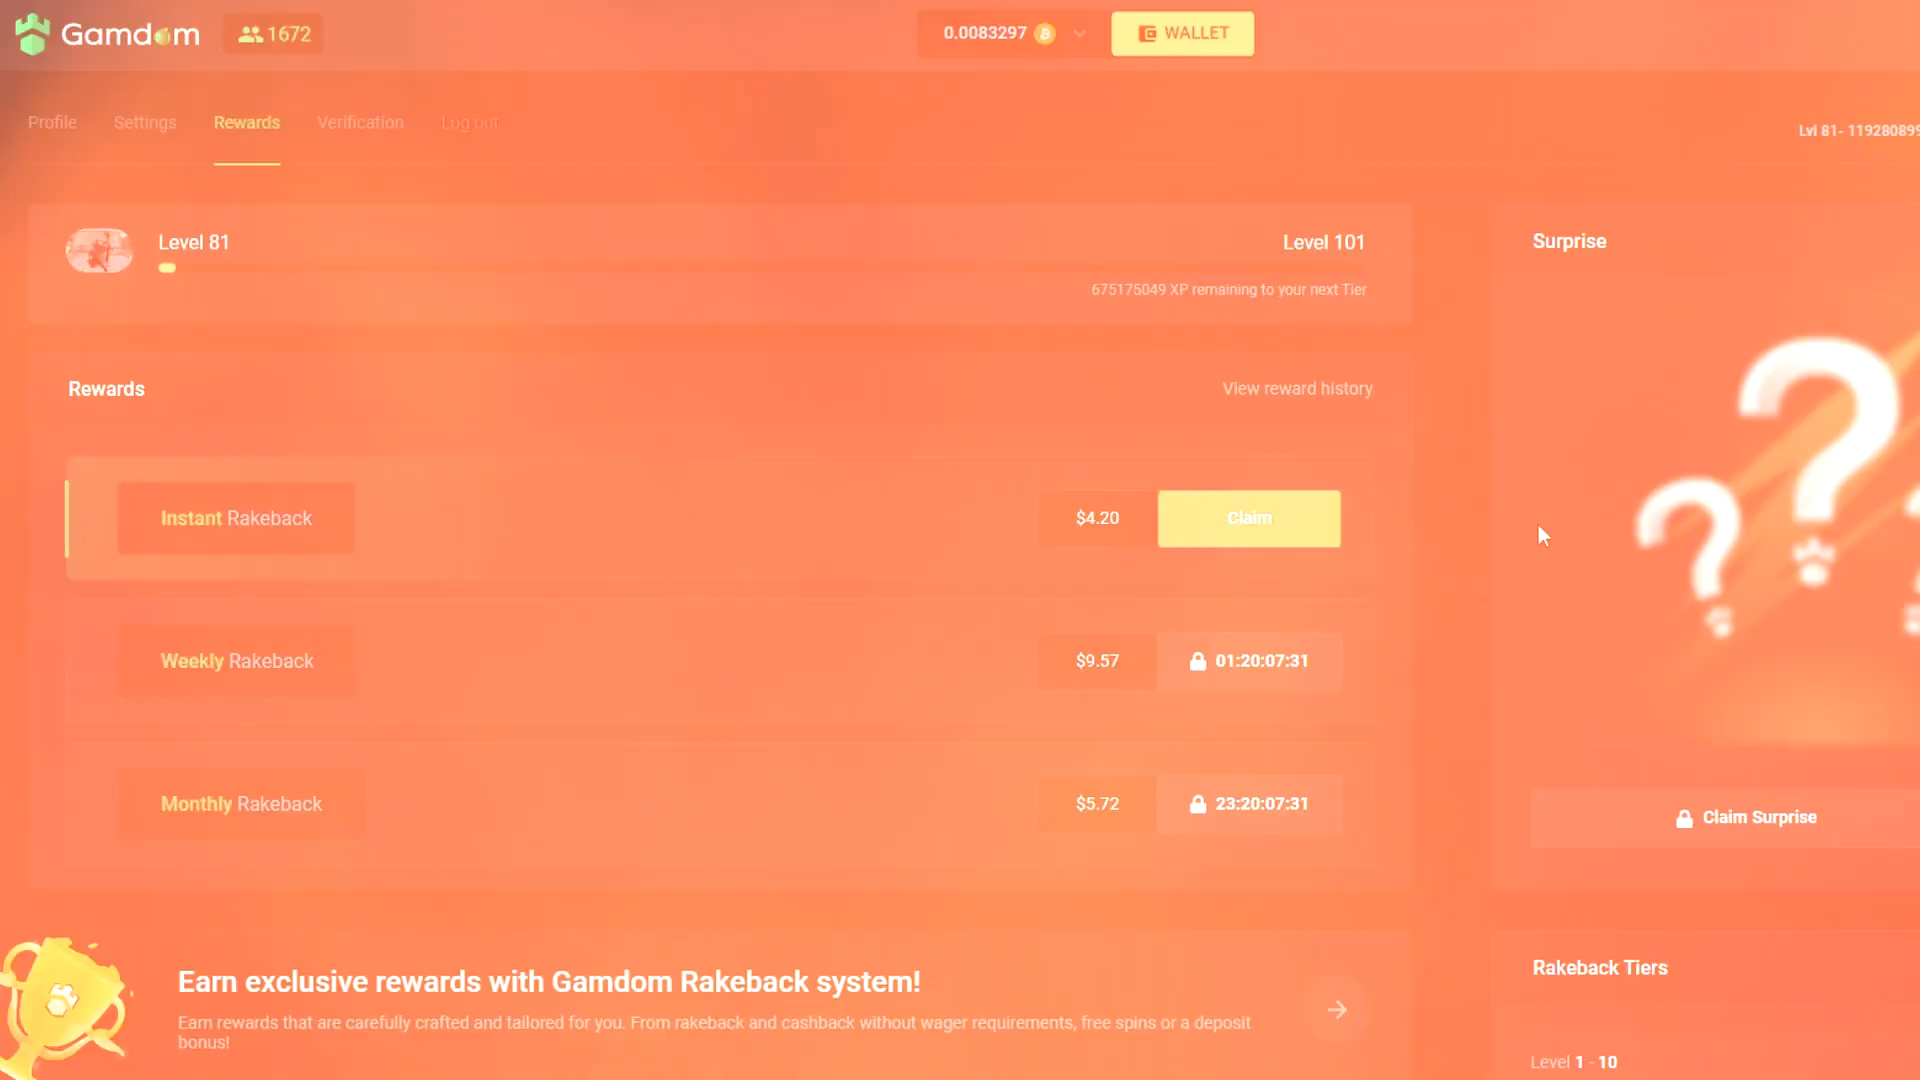 Gamdom
1672
0.0083297
WALLET
Profile
Settings
Rewards
Verification
Log out
Lvl 81- 119280899
Level 81
Level 101
675175049 XP remaining to your next Tier
Surprise
Rewards
View reward history
Instant Rakeback
$4.20
Claim
Weekly Rakeback
$9.57
01:20:07:31
Monthly Rakeback
$5.72
23:20:07:31
Claim Surprise
Earn exclusive rewards with Gamdom Rakeback system!
Earn rewards that are carefully crafted and tailored for you. From rakeback and cashback without wager requirements, free spins or a deposit
bonus!
Rakeback Tiers
Level 1 - 10